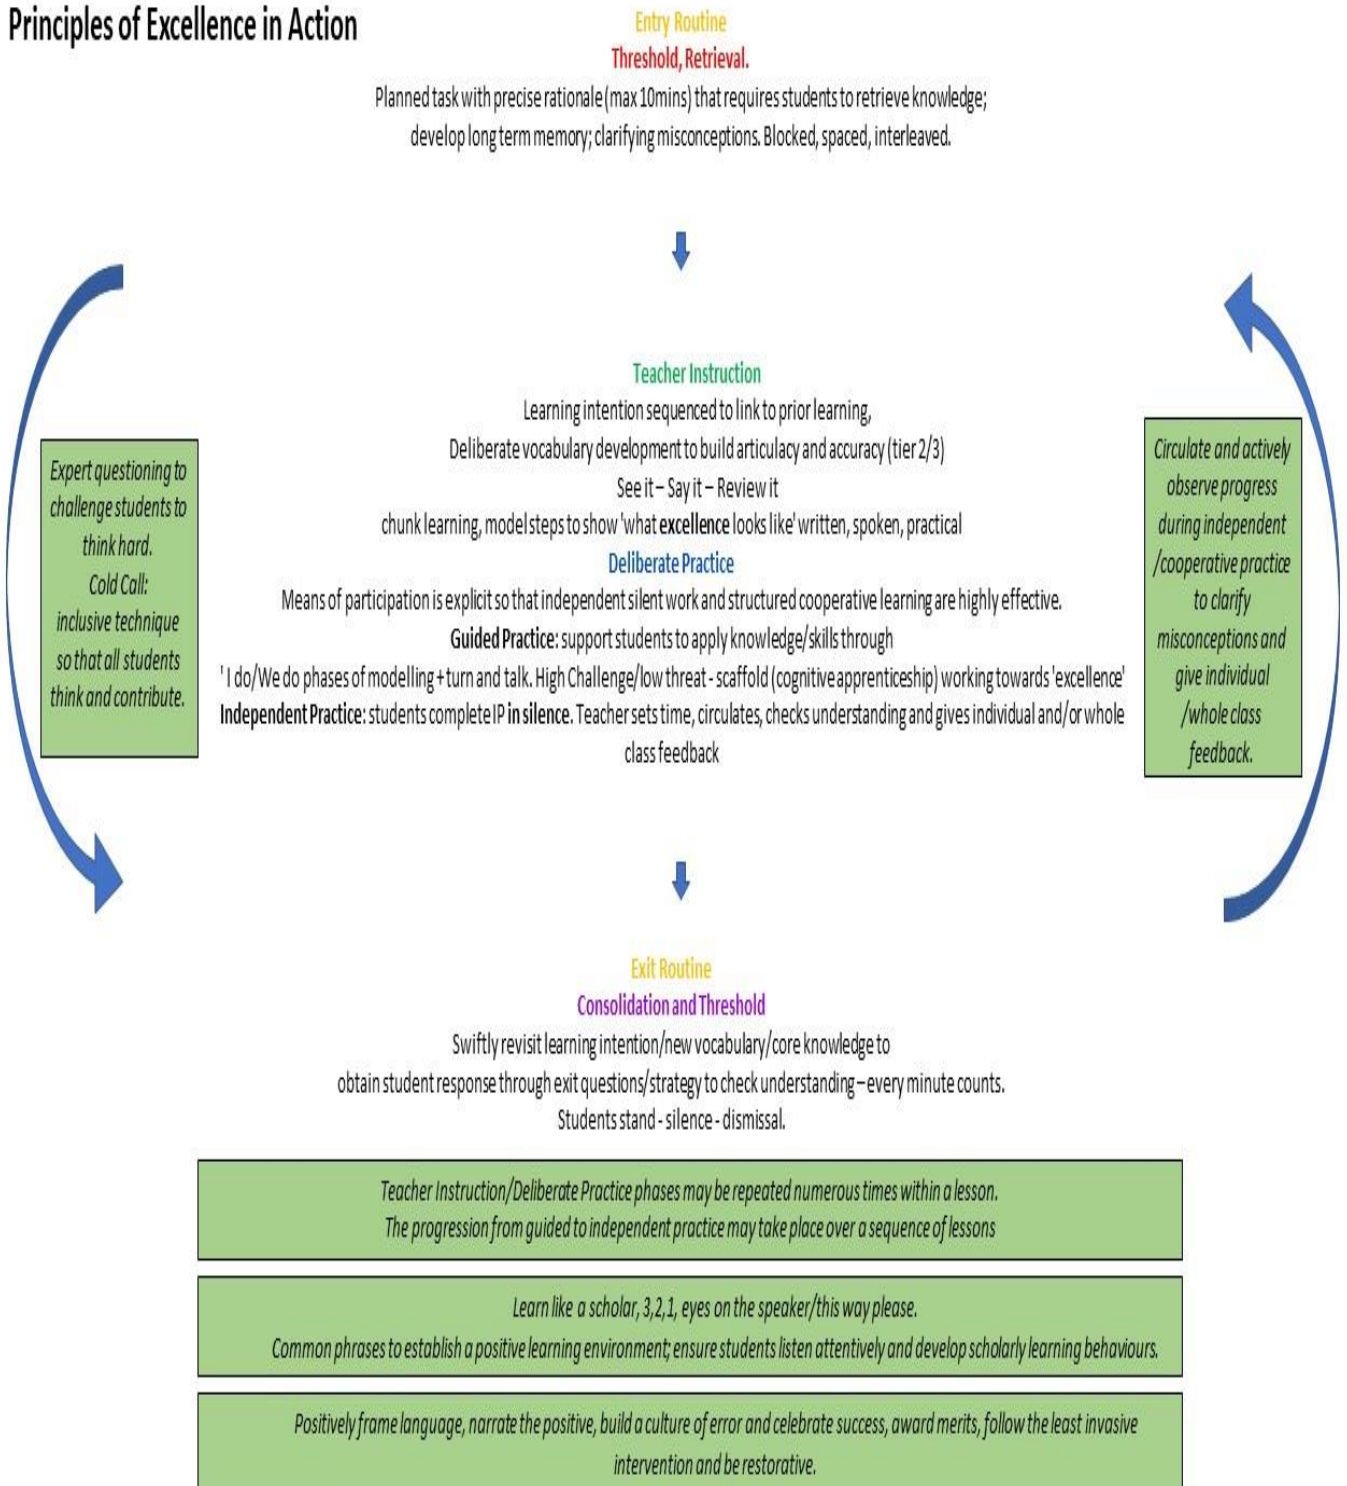 Principles of Excellence in Action
Entry Routine
Threshold, Retrieval.
Planned task with precise rationale (max 10mins) that requires students to retrieve knowledge;
develop long term memory; clarifying misconceptions. Blocked, spaced, interleaved.
Expert questioning to
challenge students to
think hard.
Cold Call:
inclusive technique
so that all students
think and contribute.
Teacher Instruction
Learning intention sequenced to link to prior learning,
Deliberate vocabulary development to build articulacy and accuracy (tier 2/3)
See it – Say it – Review it
chunk learning, model steps to show 'what excellence looks like' written, spoken, practical
Deliberate Practice
Means of participation is explicit so that independent silent work and structured cooperative learning are highly effective.
Guided Practice: support students to apply knowledge/skills through
' I do/We do phases of modelling + turn and talk. High Challenge/low threat - scaffold (cognitive apprenticeship) working towards 'excellence'
Independent Practice: students complete IP in silence. Teacher sets time, circulates, checks understanding and gives individual and/or whole
class feedback
Circulate and actively
observe progress
during independent
/cooperative practice
to clarify
misconceptions and
give individual
/whole class
feedback.
Exit Routine
Consolidation and Threshold
Swiftly revisit learning intention/new vocabulary/core knowledge to
obtain student response through exit questions/strategy to check understanding – every minute counts.
Students stand - silence - dismissal.
Teacher Instruction/Deliberate Practice phases may be repeated numerous times within a lesson.
The progression from guided to independent practice may take place over a sequence of lessons
Learn like a scholar, 3,2,1, eyes on the speaker/this way please.
Common phrases to establish a positive learning environment; ensure students listen attentively and develop scholarly learning behaviours.
Positively frame language, narrate the positive, build a culture of error and celebrate success, award merits, follow the least invasive
intervention and be restorative.